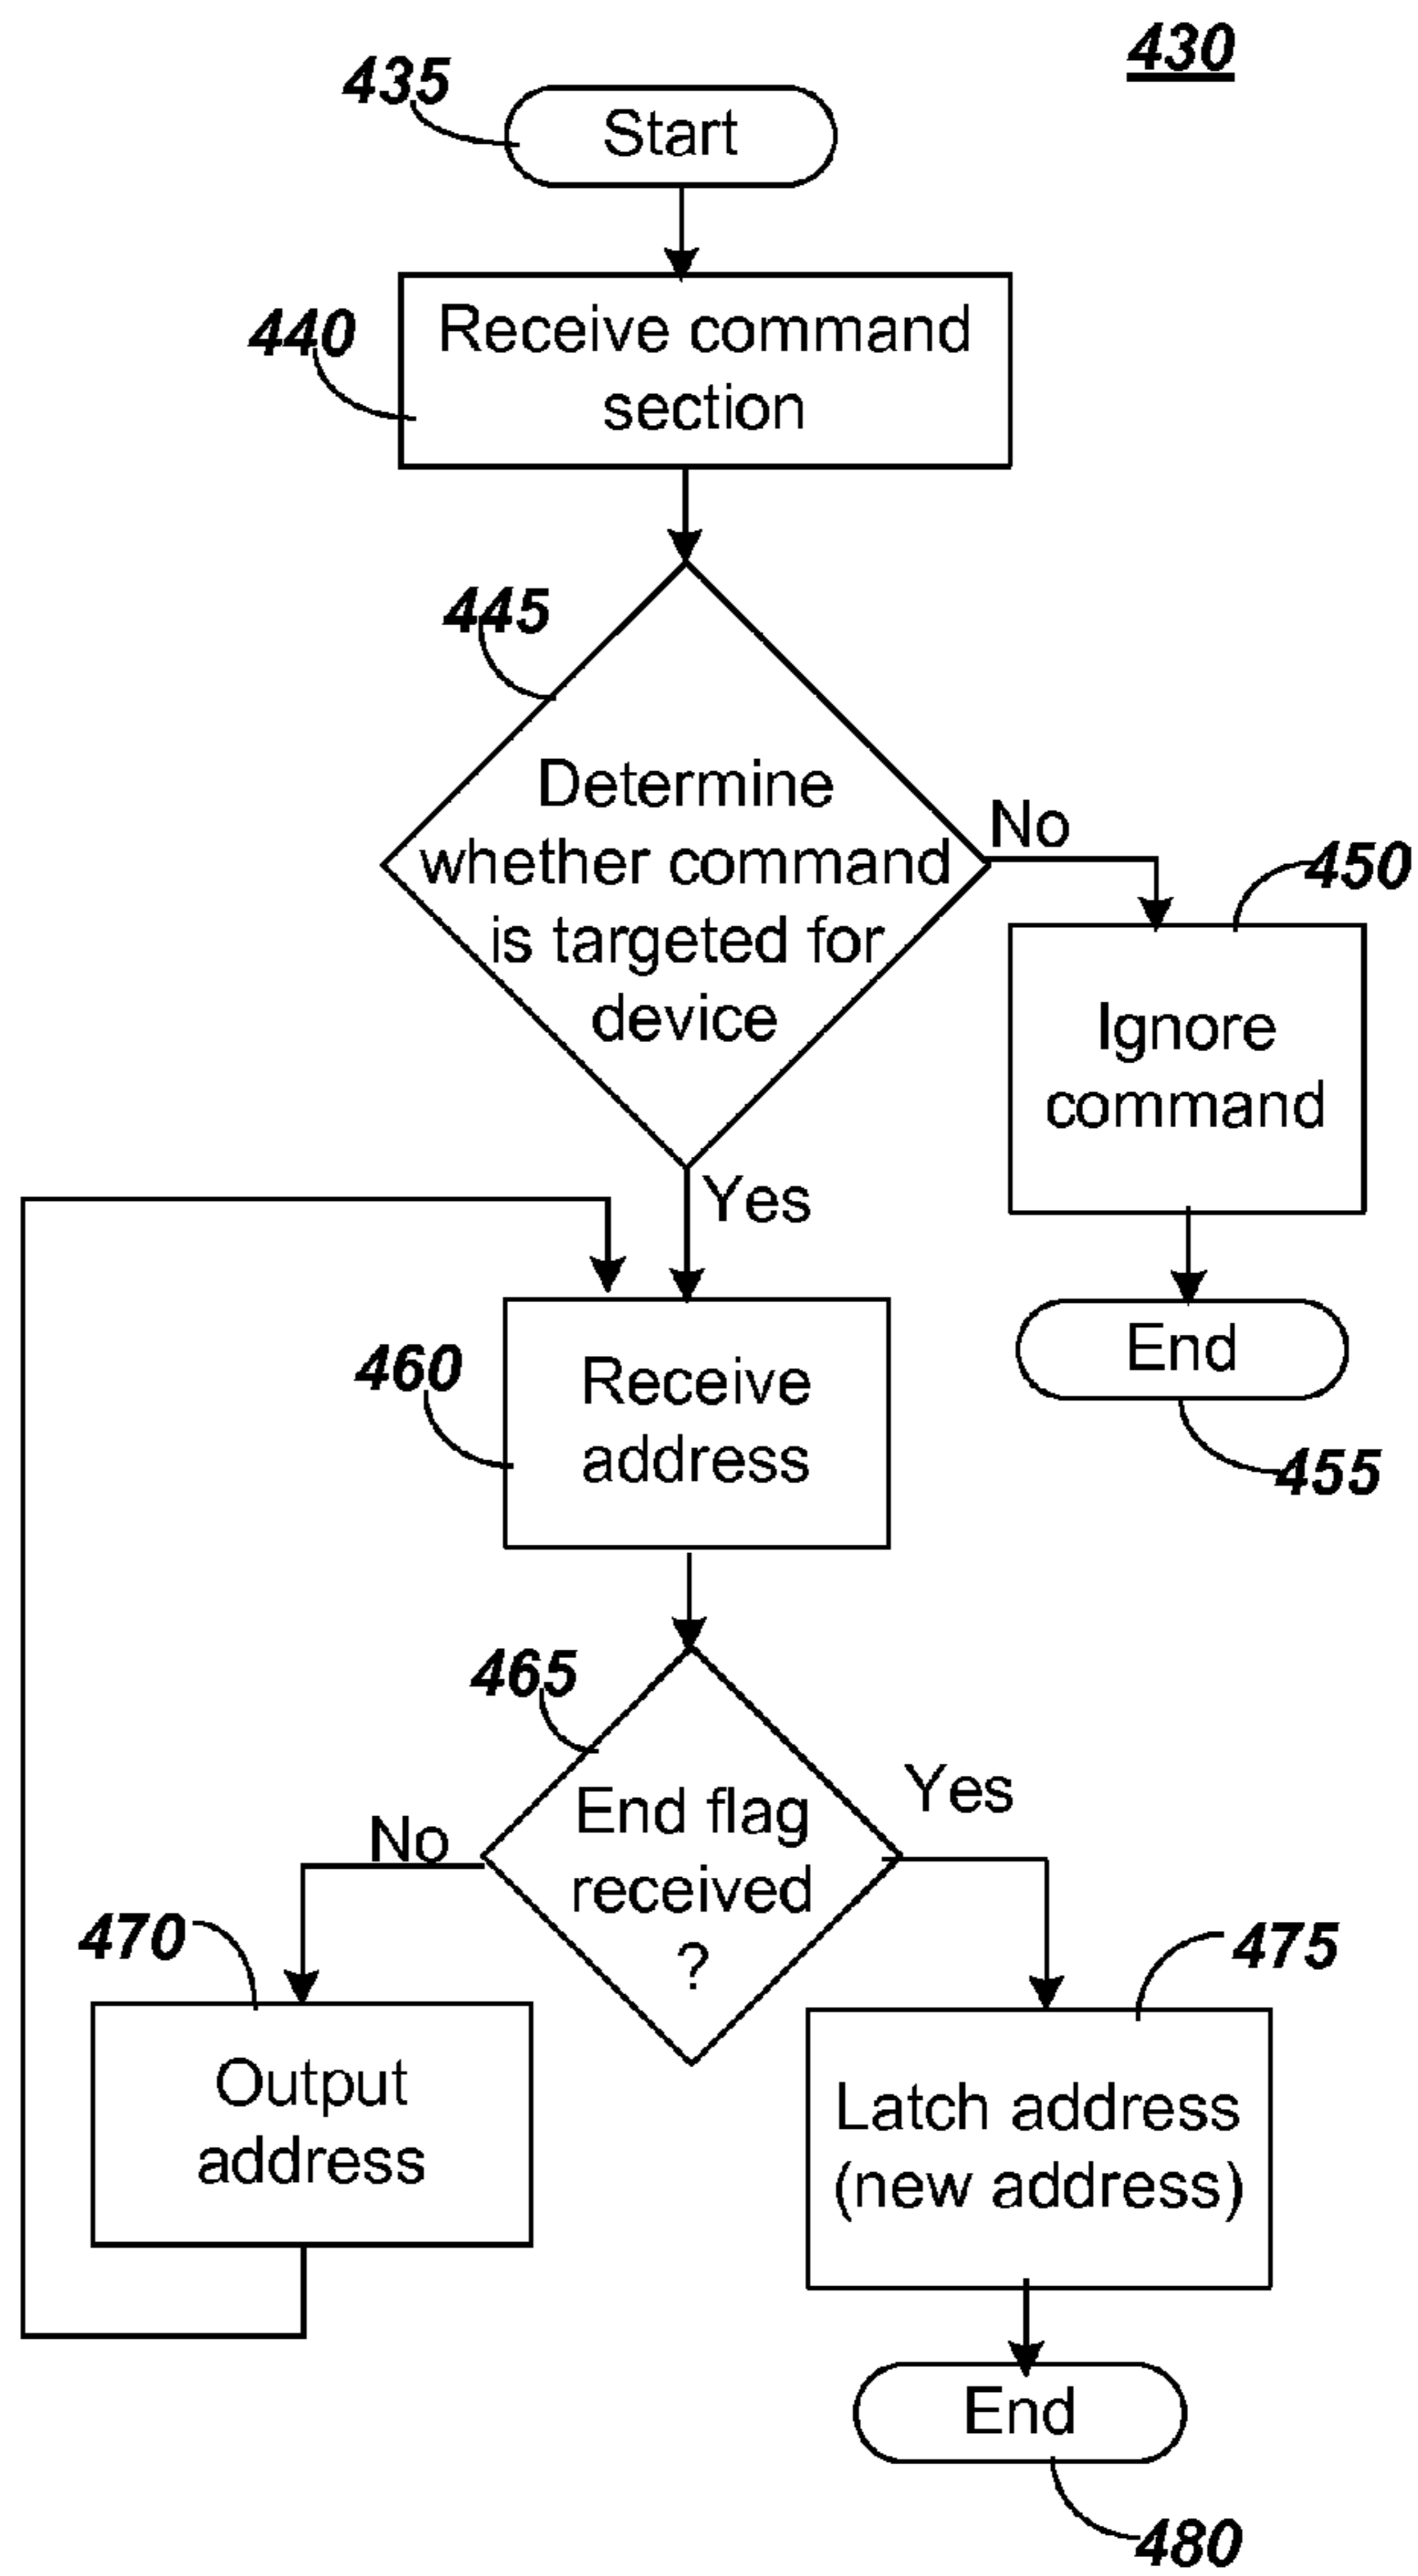 430
435
Start
440
Receive command
section
445
Determine
whether command
is targeted for
device
No
450
Ignore
command
Yes
End
455
460
Receive
address
465
End flag
received
?
No
Yes
470
Output
address
475
Latch address
(new address)
End
480